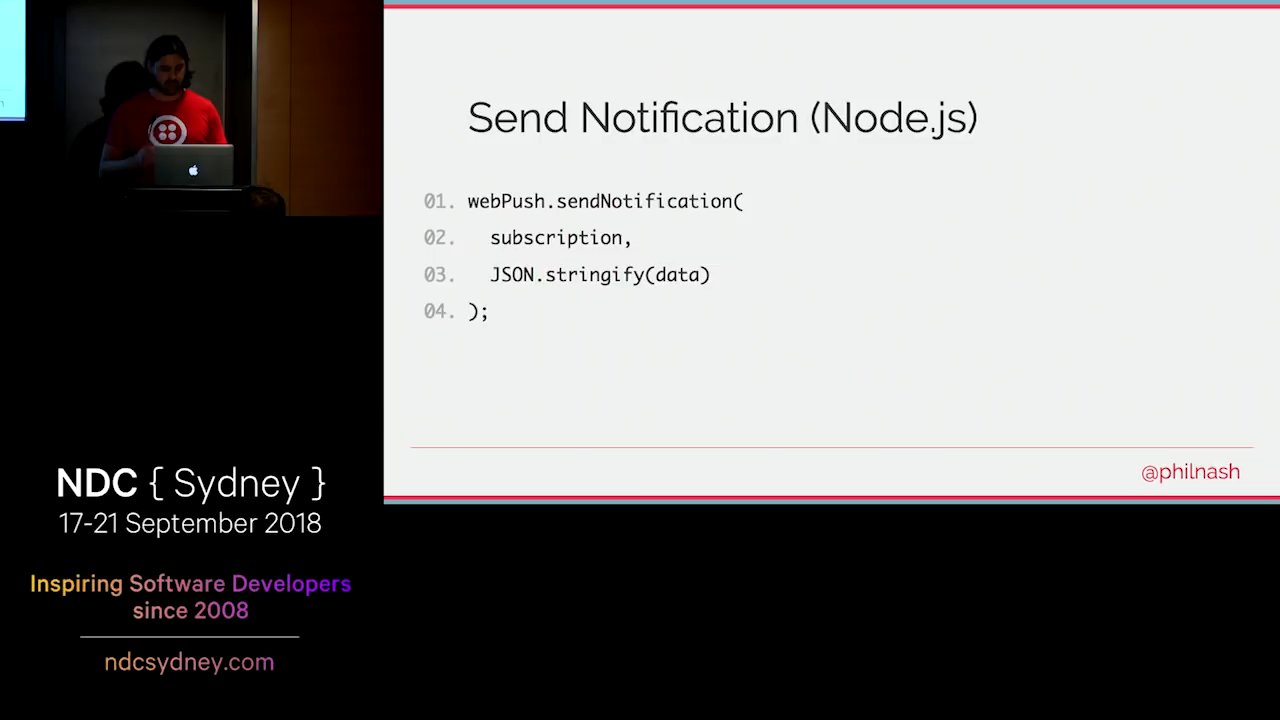 Send Notification (Node.js)
01. webPush.sendNotification(
02. subscription,
03. JSON.stringify(data)
04. );
@philnash
NDC { Sydney }
17-21 September 2018
Inspiring Software Developers
since 2008
ndcsydney.com